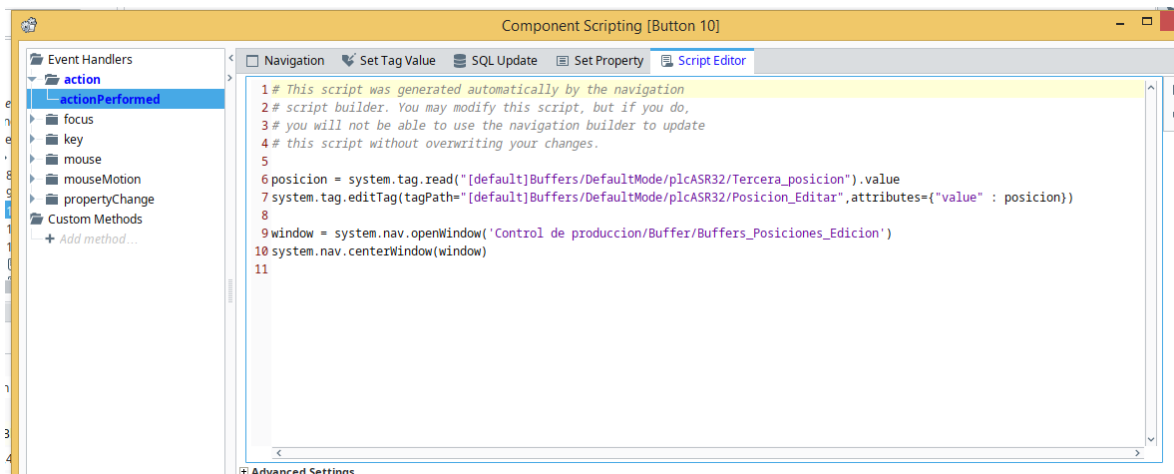 Component Scripting [Button 10]
Event Handlers
action
actionPerformed
focus
key
mouse
mouseMotion
propertyChange
Custom Methods
Add method...
Navigation Set Tag Value SQL Update Set Property Script Editor
1 # This script was generated automatically by the navigation
2 # script builder. You may modify this script, but if you do,
3 # you will not be able to use the navigation builder to update
4 # this script without overwriting your changes.
5
6 posicion = system.tag.read("[default]Buffers/DefaultMode/plcASR32/Tercera_posicion").value
7 system.tag.editTag(tagPath="[default]Buffers/DefaultMode/plcASR32/Posicion_Editar",attributes={"value" : posicion})
8
9 window = system.nav.openWindow('Control de produccion/Buffer/Buffers_Posiciones_Edicion')
10 system.nav.centerWindow(window)
11
Advanced Settings